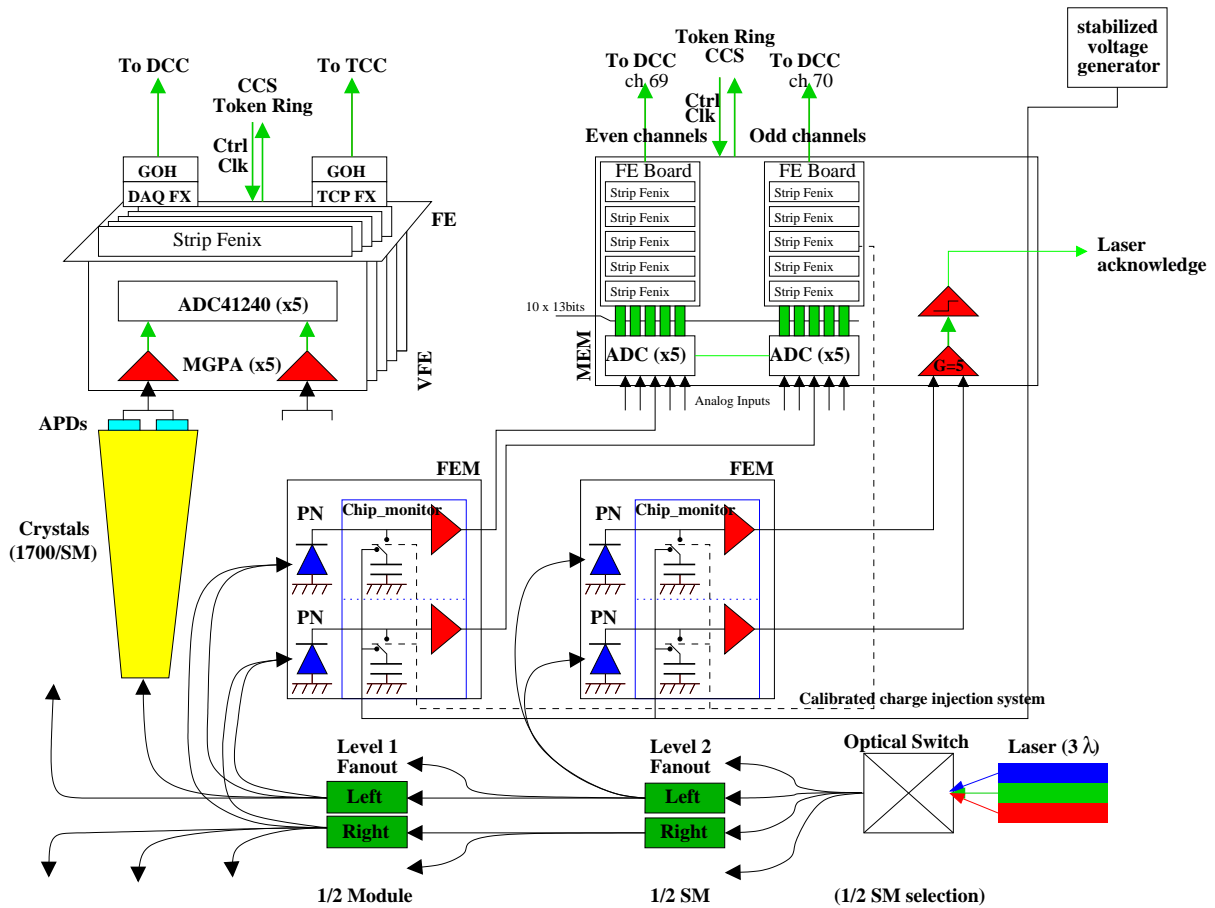 stabilized
voltage
generator
Token Ring
CCS
To DCC
ch 69
To DCC
ch 70
Ctrl
Clk
Even channels
Odd channels
To DCC
To TCC
CCS
Token Ring
Ctrl
Clk
GOH
DAQ FX
GOH
TCP FX
FE
Strip Fenix
ADC41240 (x5)
MGPA (x5)
VFE
APDs
Crystals
(1700/SM)
FE Board
Strip Fenix
Strip Fenix
Strip Fenix
Strip Fenix
Strip Fenix
FE Board
Strip Fenix
Strip Fenix
Strip Fenix
Strip Fenix
Strip Fenix
10 x 13bits
MEM
ADC (x5)
ADC (x5)
Analog Inputs
G=5
Laser
acknowledge
FEM
PN
Chip_monitor
PN
FEM
PN
Chip_monitor
PN
Calibrated charge injection system
Level 1
Fanout
Left
Right
1/2 Module
Level 2
Fanout
Left
Right
1/2 SM
Optical Switch
(1/2 SM selection)
Laser (3 λ)